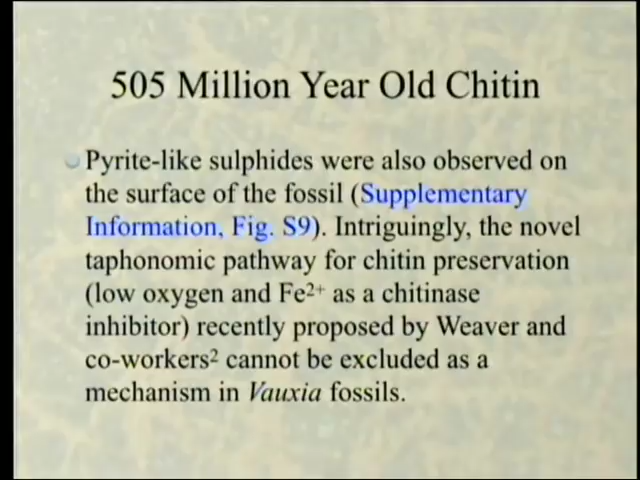 505 Million Year Old Chitin
Pyrite-like sulphides were also observed on
the surface of the fossil (Supplementary
Information, Fig. S9). Intriguingly, the novel
taphonomic pathway for chitin preservation
(low oxygen and Fe²⁺ as a chitinase
inhibitor) recently proposed by Weaver and
co-workers² cannot be excluded as a
mechanism in Vauxia fossils.